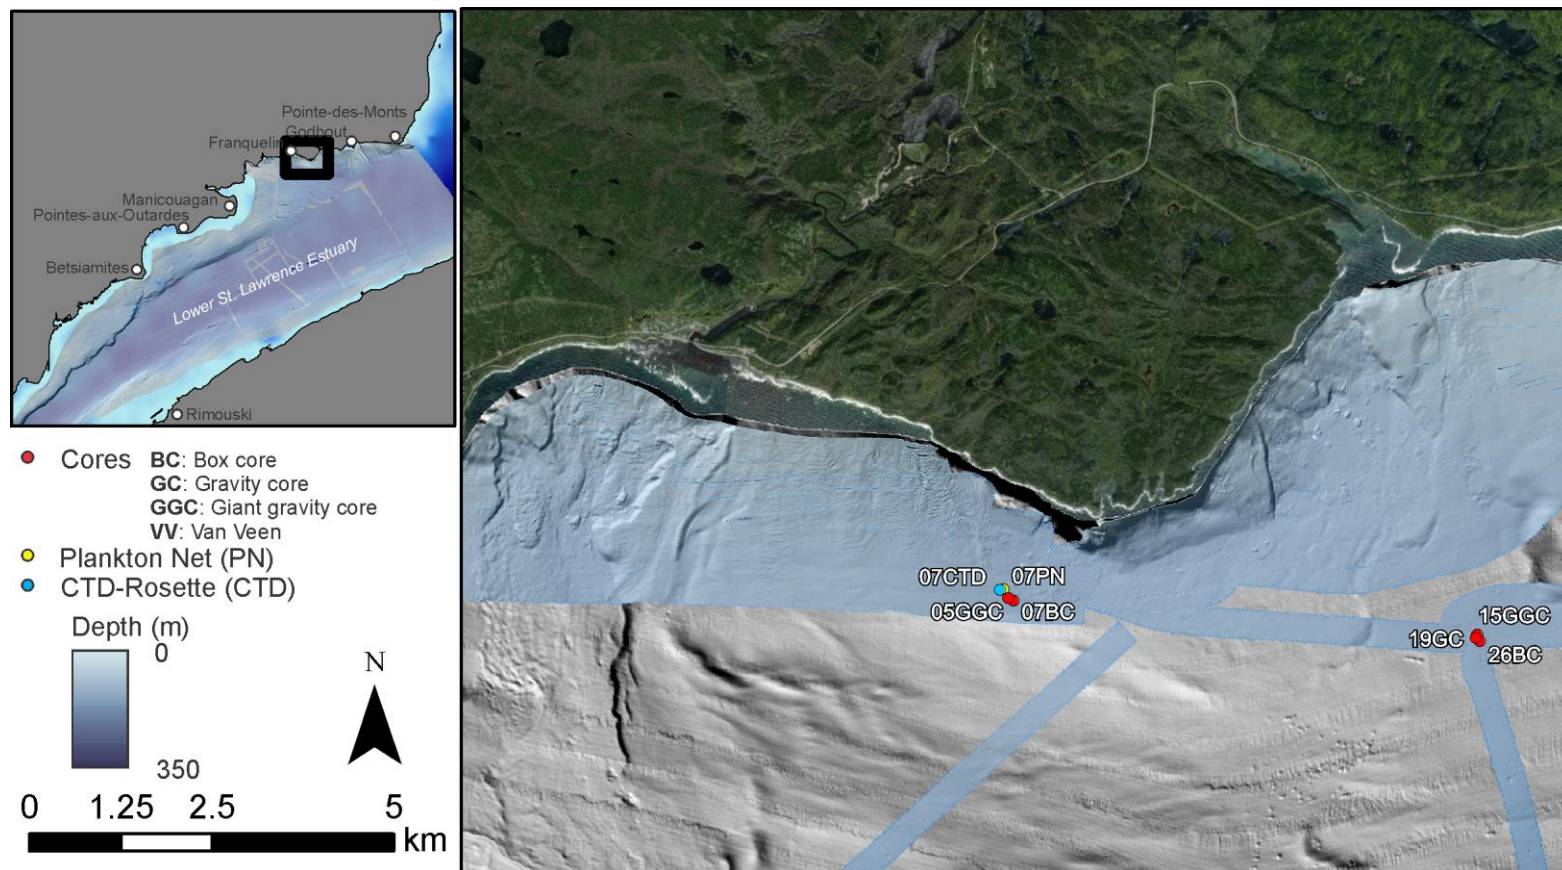 Pointe-des-Monts
Godbout
Franquelin
Manicouagan
Pointes-aux-Outardes
Betsiamites
Lower St. Lawrence Estuary
Rimouski
Cores
BC: Box core
GC: Gravity core
GGC: Giant gravity core
VV: Van Veen
Plankton Net (PN)
CTD-Rosette (CTD)
Depth (m)
0
350
N
0 1.25 2.5 5
km
07CTD 07PN
05GGC 07BC
15GGC
19GC
26BC